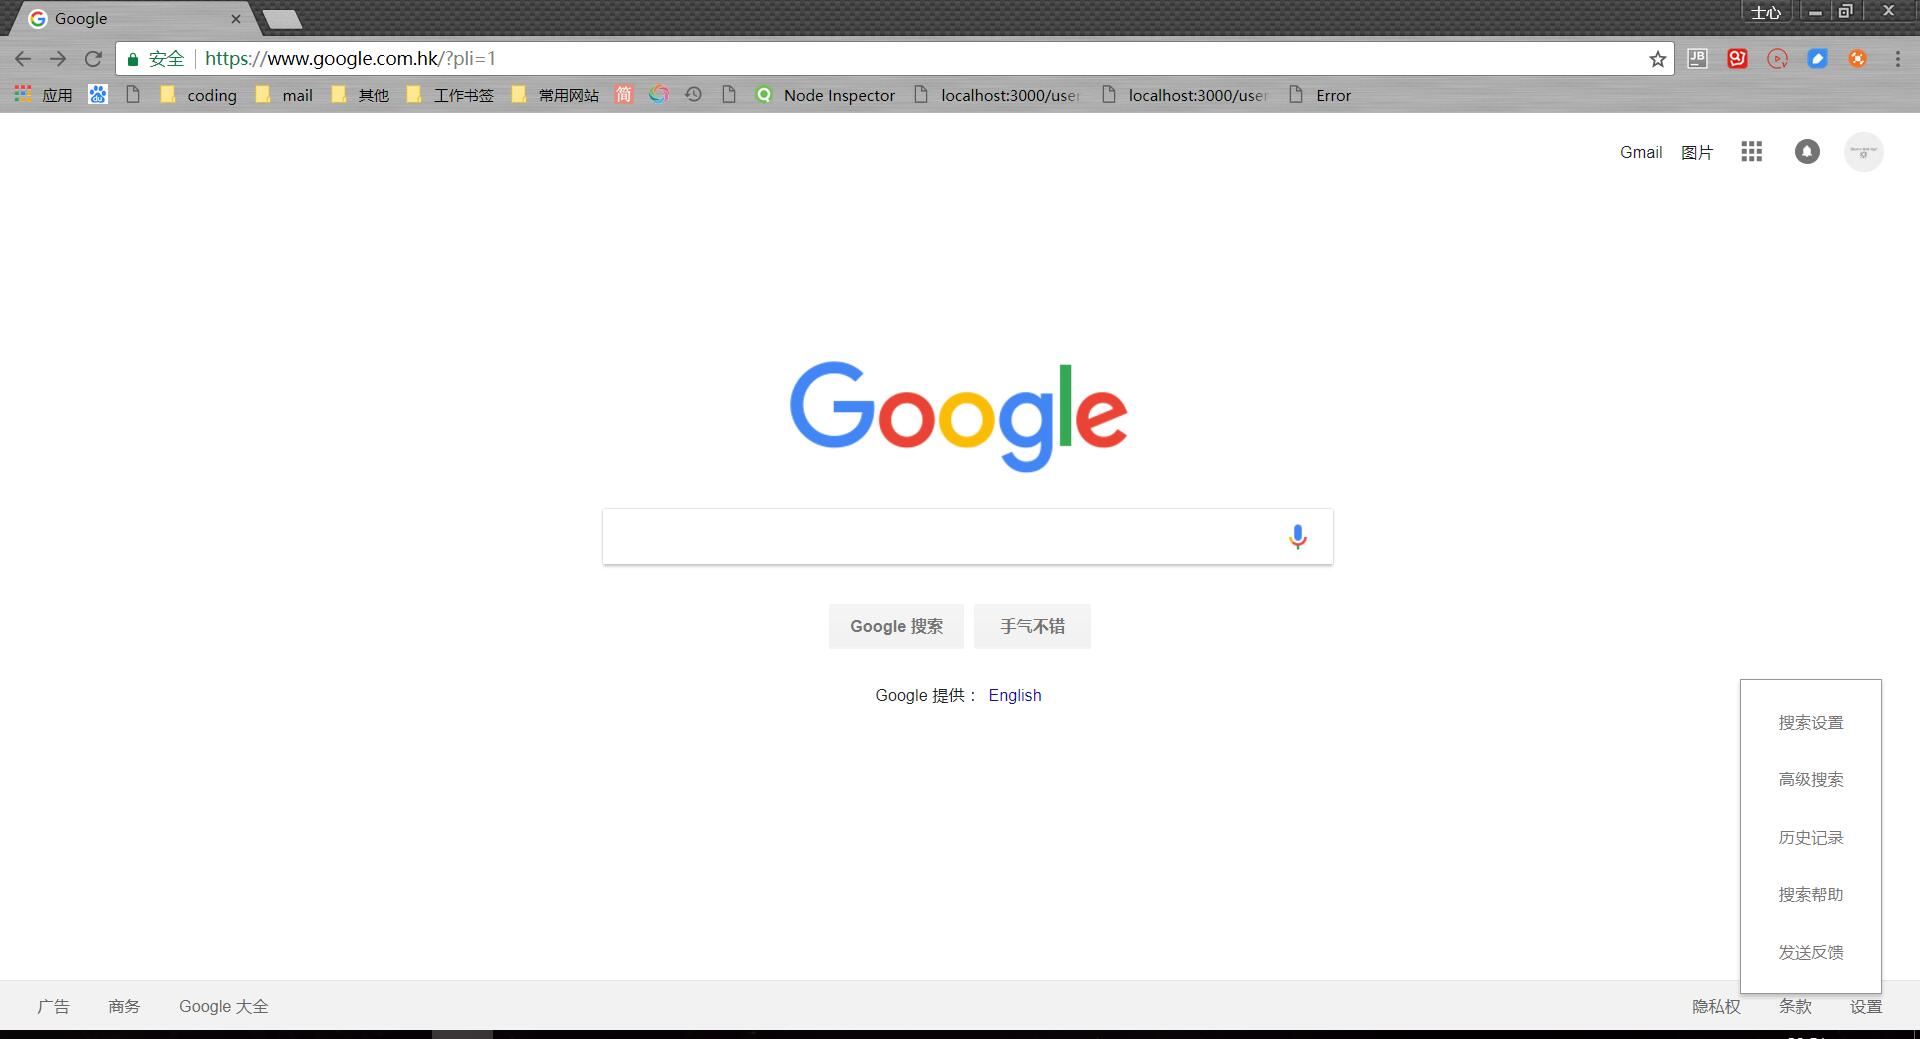 Google
士心
安全 https://www.google.com.hk/?pli=1
JB
应用 coding mail 其他 工作书签 常用网站 简 Node Inspector localhost:3000/user localhost:3000/user Error
Gmail 图片
Google
Google 搜索 手气不错
Google 提供： English
搜索设置
高级搜索
历史记录
搜索帮助
发送反馈
广告 商务 Google 大全 隐私权 条款 设置